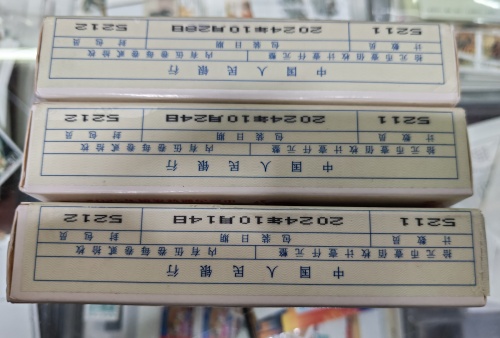 中国人民银行
拾元币壹佰枚计壹仟元整 内有伍卷每卷贰拾枚
计数员 包装日期 封包员
5211 2024年10月14日 5212
中国人民银行
拾元币壹佰枚计壹仟元整 内有伍卷每卷贰拾枚
计数员 包装日期 封包员
5211 2024年10月24日 5212
中国人民银行
拾元币壹佰枚计壹仟元整 内有伍卷每卷贰拾枚
计数员 包装日期 封包员
5211 2024年10月28日 5212